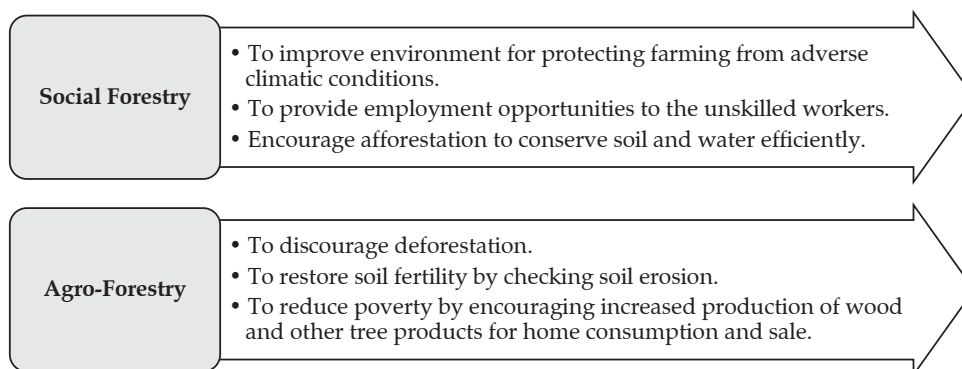 Social Forestry
• To improve environment for protecting farming from adverse
climatic conditions.
• To provide employment opportunities to the unskilled workers.
• Encourage afforestation to conserve soil and water efficiently.
Agro-Forestry
• To discourage deforestation.
• To restore soil fertility by checking soil erosion.
• To reduce poverty by encouraging increased production of wood
and other tree products for home consumption and sale.